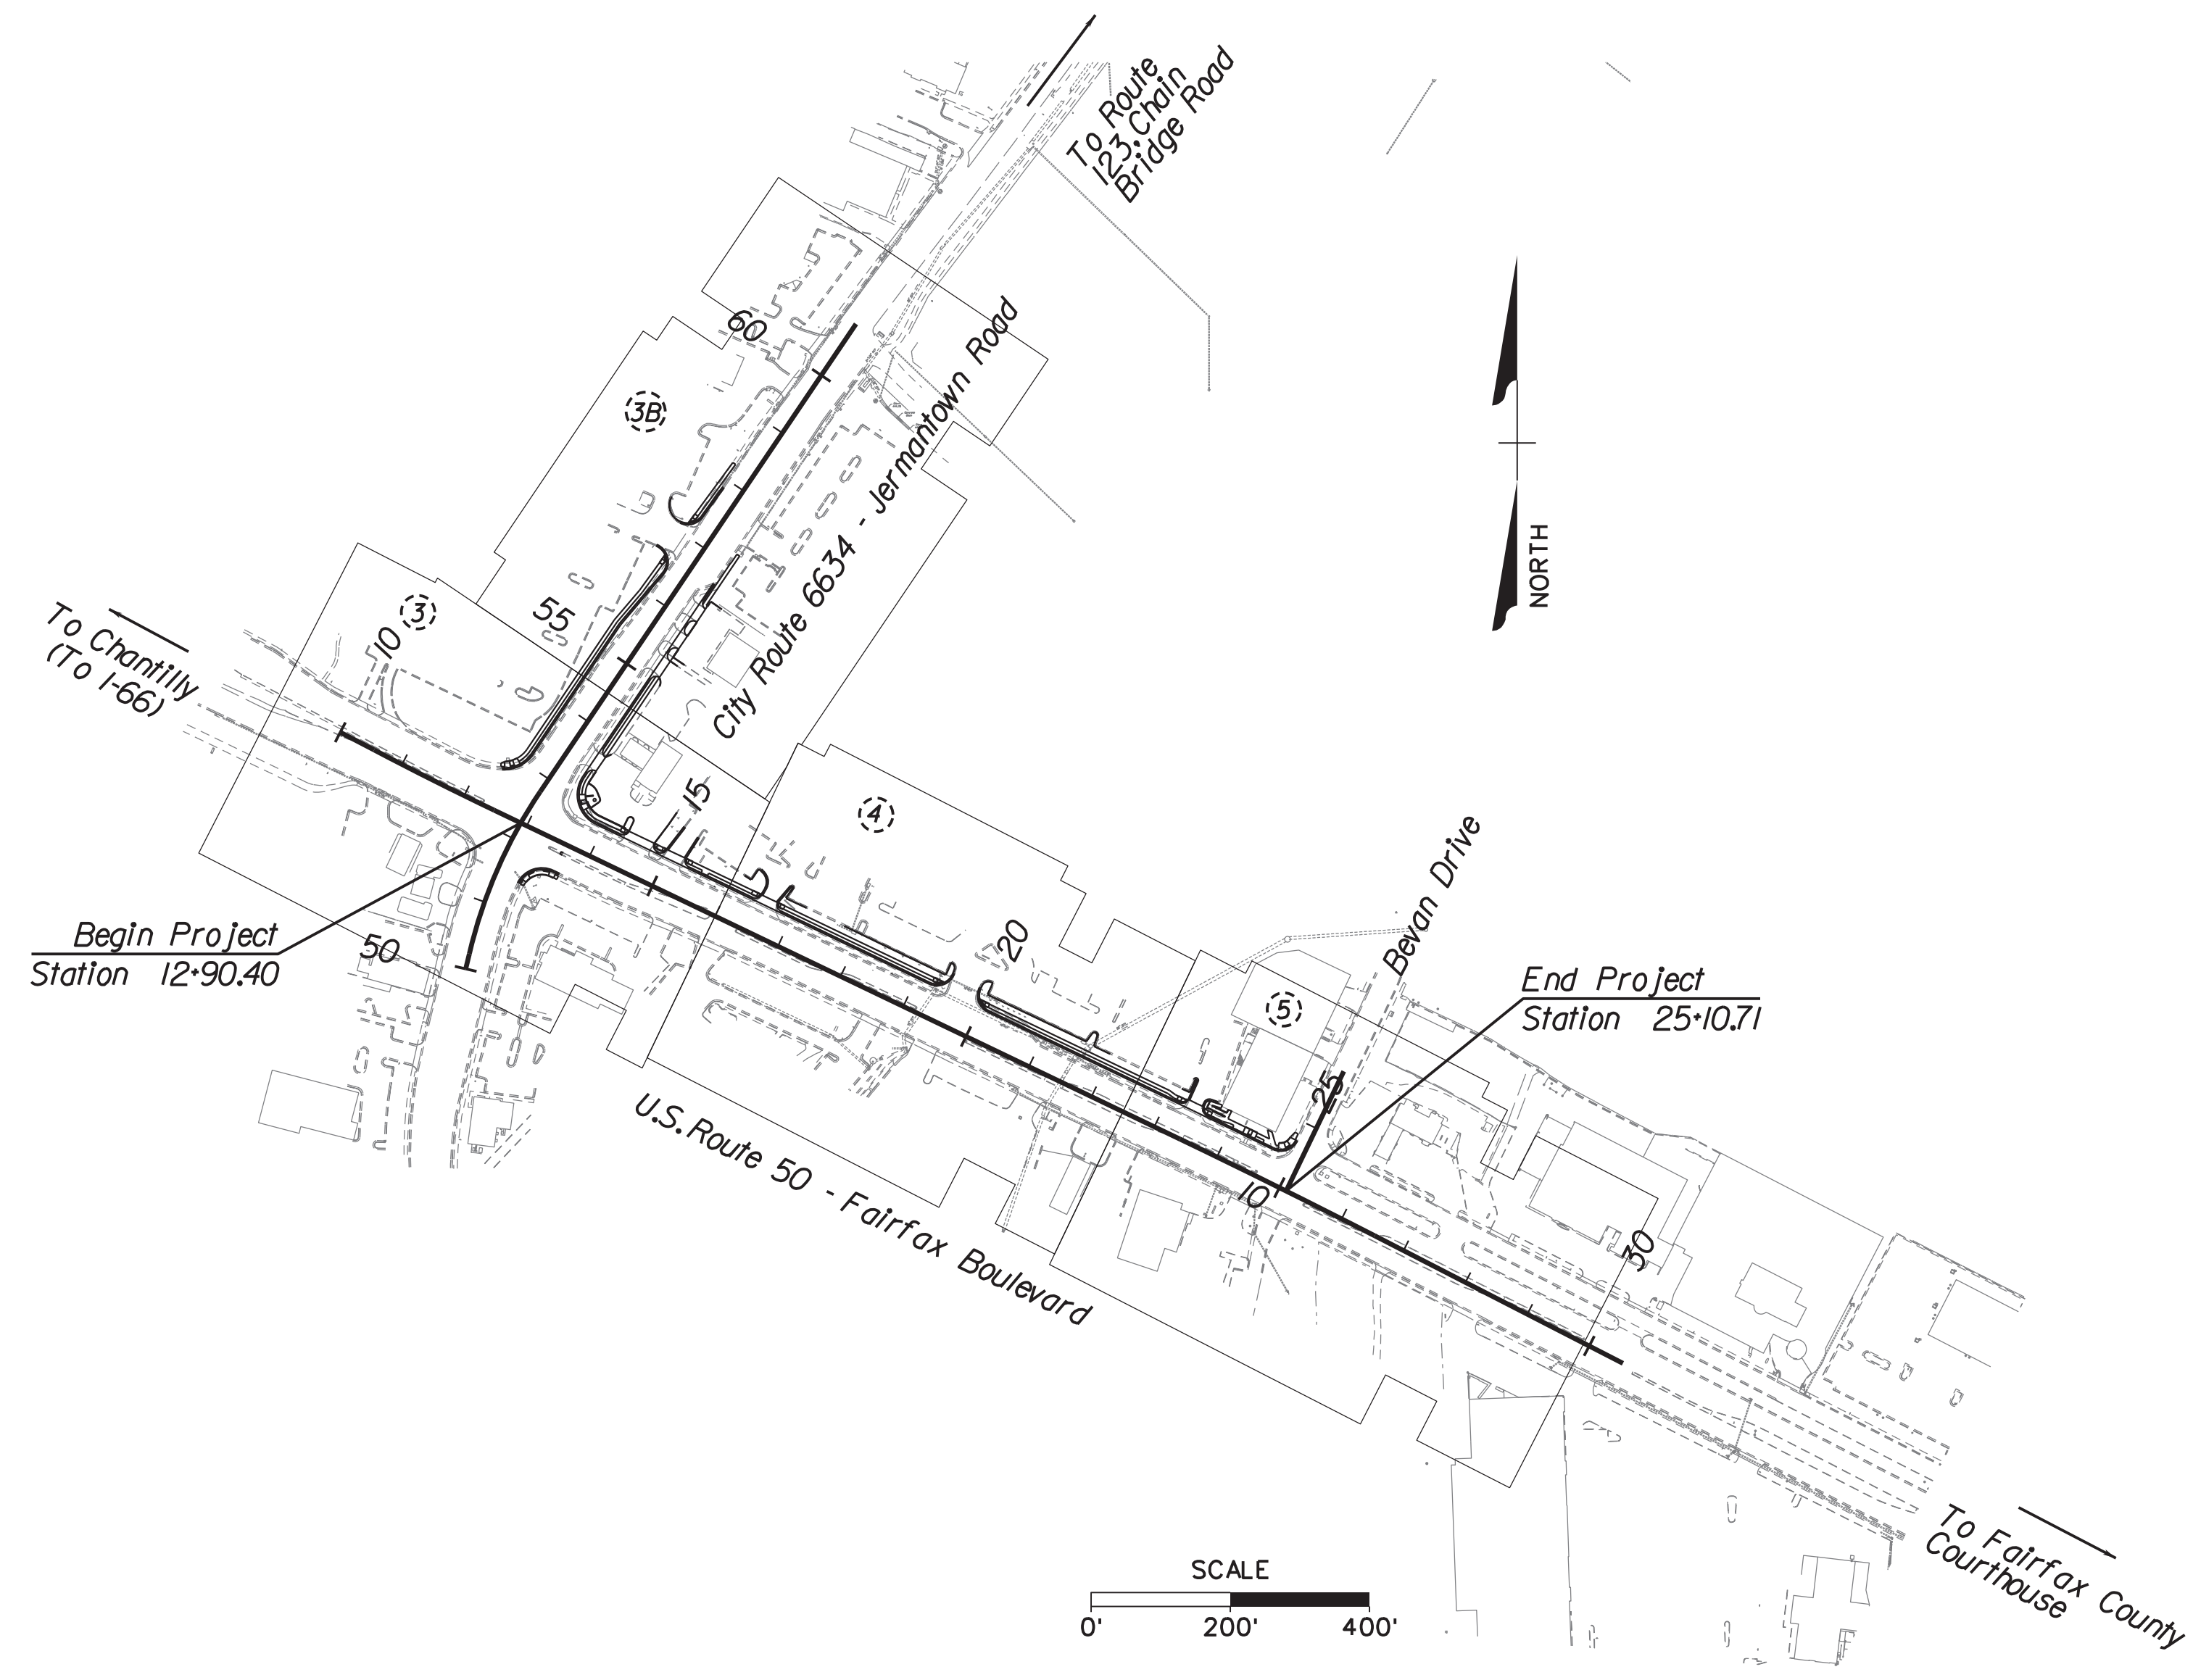 To Route
123, Chain
Bridge Road
60
3B
City Route 6634 - Jermantown Road
NORTH
3
10
55
To Chantilly
(To I-66)
15
4
Bevan Drive
Begin Project
Station 12+90.40
50
20
5
End Project
Station 25+10.71
25
10
U.S. Route 50 - Fairfax Boulevard
30
To Fairfax County
Courthouse
SCALE
0' 200' 400'